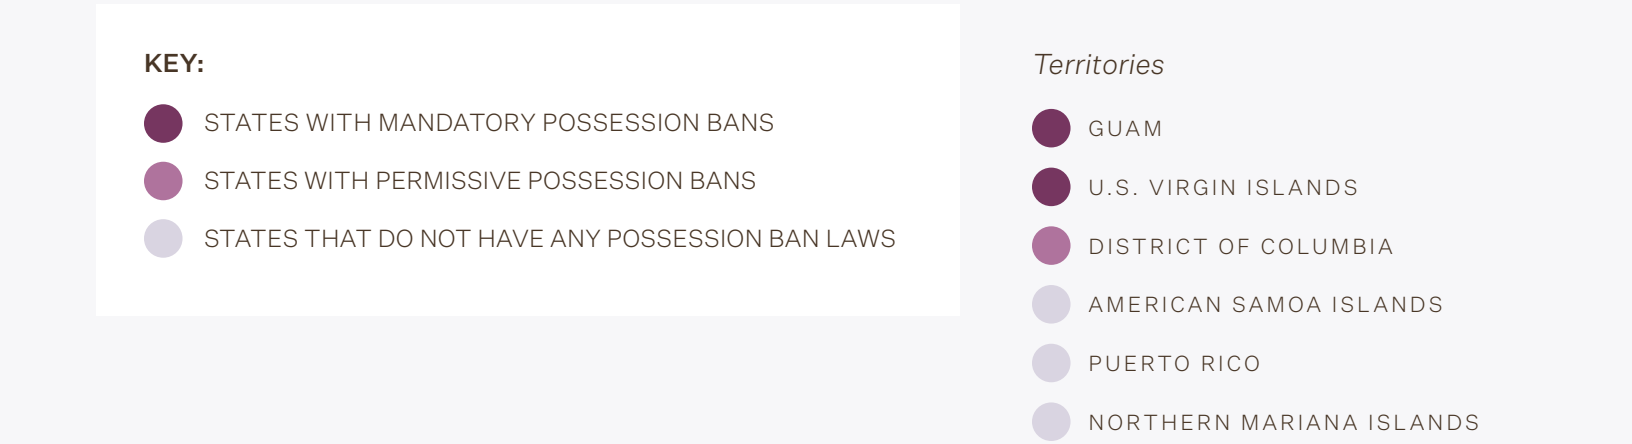 KEY:
STATES WITH MANDATORY POSSESSION BANS
STATES WITH PERMISSIVE POSSESSION BANS
STATES THAT DO NOT HAVE ANY POSSESSION BAN LAWS
Territories
GUAM
U.S. VIRGIN ISLANDS
DISTRICT OF COLUMBIA
AMERICAN SAMOA ISLANDS
PUERTO RICO
NORTHERN MARIANA ISLANDS